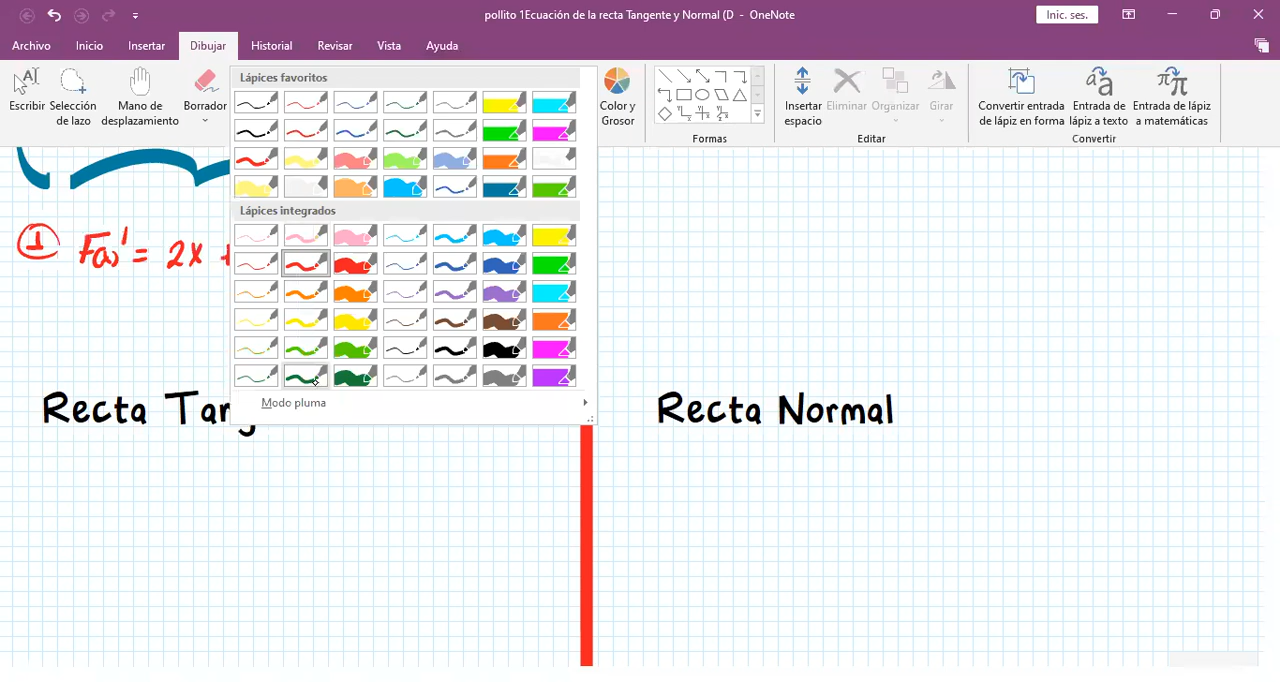 pollito 1Ecuación de la recta Tangente y Normal (D - OneNote
Inic. ses.
Archivo Inicio Insertar Dibujar Historial Revisar Vista Ayuda
Escribir
Selección de lazo
Mano de desplazamiento
Borrador
Lápices favoritos
Lápices integrados
Modo pluma
Color y Grosor
Formas
Insertar espacio
Eliminar
Organizar
Girar
Editar
Convertir entrada de lápiz en forma
Entrada de lápiz a texto
Entrada de lápiz a matemáticas
Convertir
① F(x)' = 2x +
Recta Tang
Recta Normal